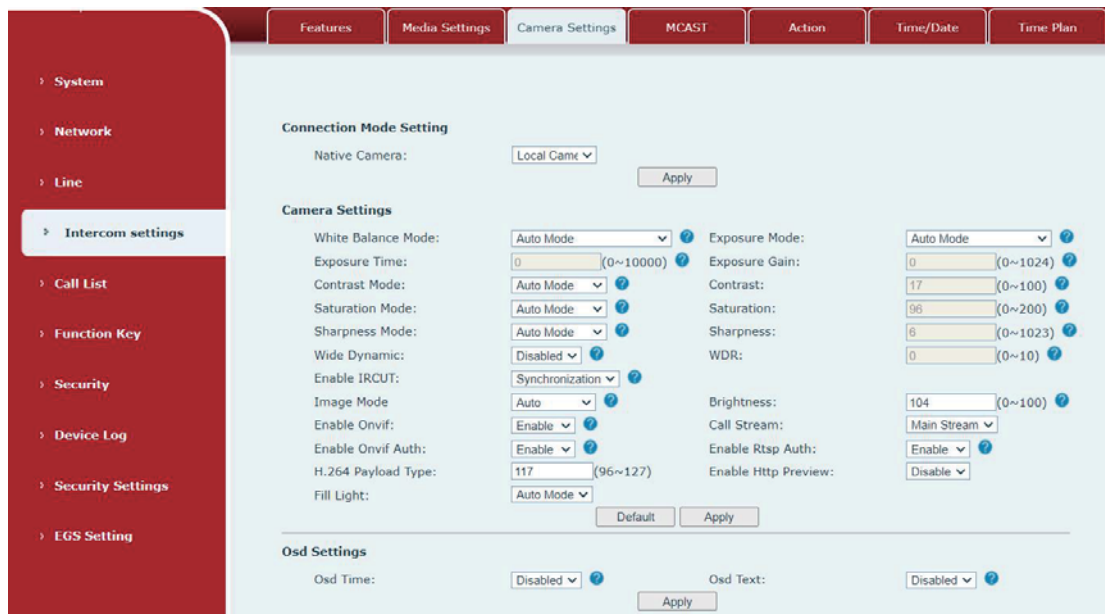 Features Media Settings Camera Settings MCAST Action Time/Date Time Plan
System
Network
Line
Intercom settings
Call List
Function Key
Security
Device Log
Security Settings
EGS Setting
Connection Mode Setting
Native Camera: Local Came
Apply
Camera Settings
White Balance Mode: Auto Mode ? Exposure Mode: Auto Mode ?
Exposure Time: 0 (0~10000) ? Exposure Gain: 0 (0~1024) ?
Contrast Mode: Auto Mode ? Contrast: 17 (0~100) ?
Saturation Mode: Auto Mode ? Saturation: 96 (0~200) ?
Sharpness Mode: Auto Mode ? Sharpness: 6 (0~1023) ?
Wide Dynamic: Disabled ? WDR: 0 (0~10) ?
Enable IRCUT: Synchronization ?
Image Mode Auto ? Brightness: 104 (0~100) ?
Enable Onvif: Enable ? Call Stream: Main Stream
Enable Onvif Auth: Enable ? Enable Rtsp Auth: Enable ?
H.264 Payload Type: 117 (96~127) Enable Http Preview: Disable
Fill Light: Auto Mode
Default Apply
Osd Settings
Osd Time: Disabled ? Osd Text: Disabled ?
Apply